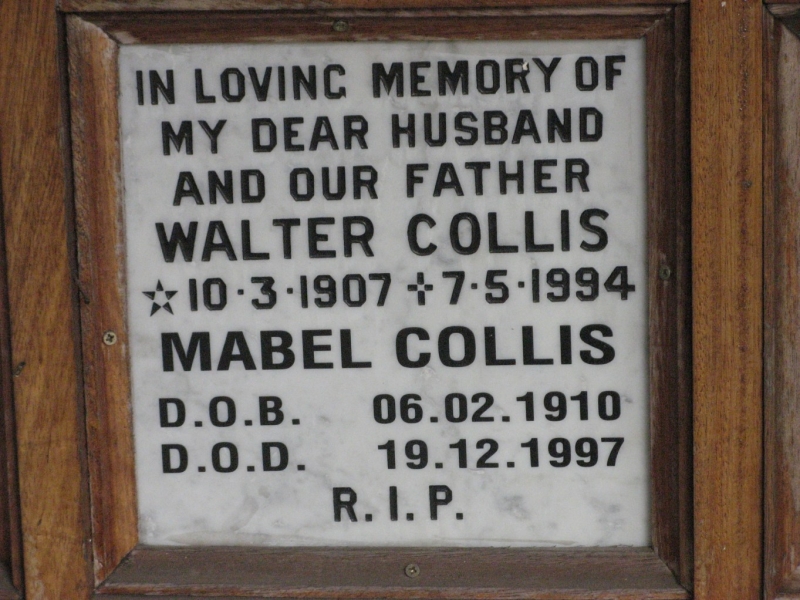 IN LOVING MEMORY OF
MY DEAR HUSBAND
AND OUR FATHER
WALTER COLLIS
☆10·3·1907 ✢7·5·1994
MABEL COLLIS
D.O.B. 06.02.1910
D.O.D. 19.12.1997
R.I.P.